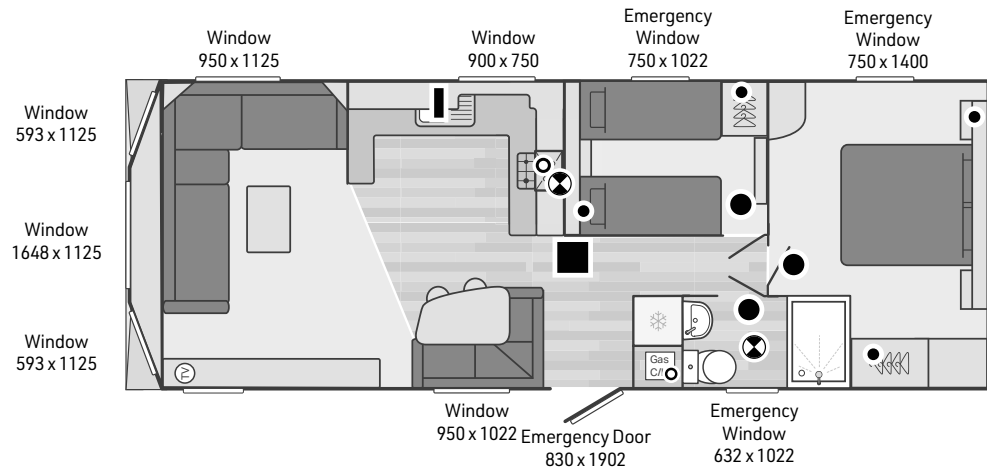 Emergency
Window
750 x 1022
Emergency
Window
750 x 1400
Window
950 x 1125
Window
900 x 750
Window
593 x 1125
Window
1648 x 1125
Window
593 x 1125
TV
Gas
C/
Window
950 x 1022
Emergency Door
830 x 1902
Emergency
Window
632 x 1022